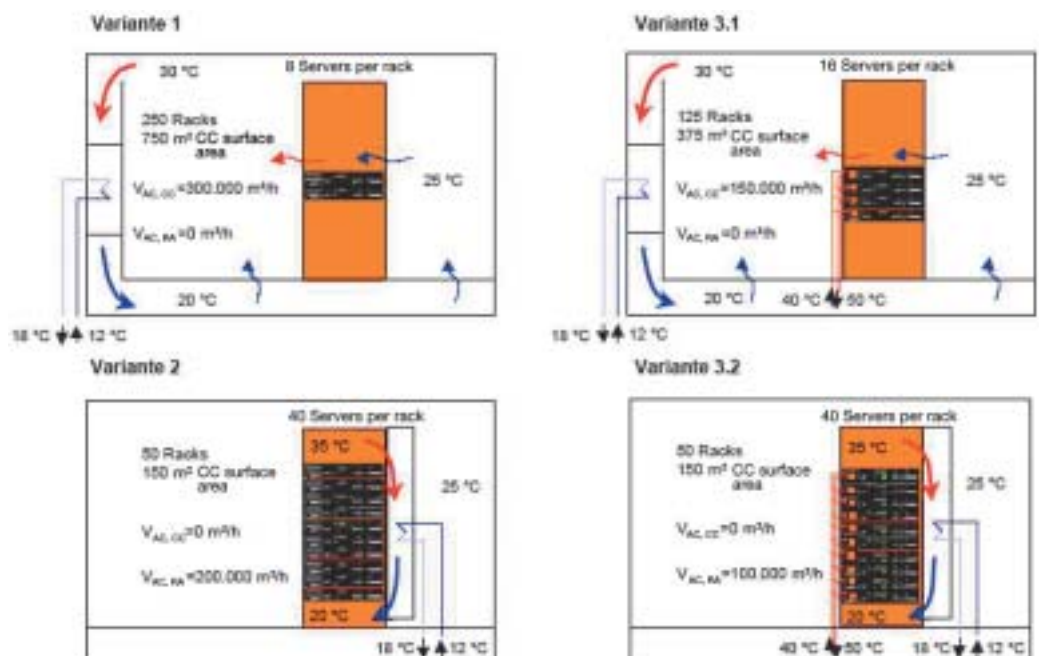 Variante 1
30 °C
8 Servers per rack
250 Racks
750 m² CC surface
area
25 °C
V_AC, CC=300.000 m³/h
V_AC, RA=0 m³/h
20 °C
18 °C
12 °C
Variante 3.1
30 °C
16 Servers per rack
125 Racks
375 m² CC surface
area
25 °C
V_AC, CC=150.000 m³/h
V_AC, RA=0 m³/h
20 °C
40 °C
50 °C
18 °C
12 °C
Variante 2
40 Servers per rack
35 °C
50 Racks
150 m² CC surface
area
25 °C
V_AC, CC=0 m³/h
V_AC, RA=200.000 m³/h
20 °C
18 °C
12 °C
Variante 3.2
40 Servers per rack
35 °C
50 Racks
150 m² CC surface
area
25 °C
V_AC, CC=0 m³/h
V_AC, RA=100.000 m³/h
20 °C
40 °C
50 °C
18 °C
12 °C